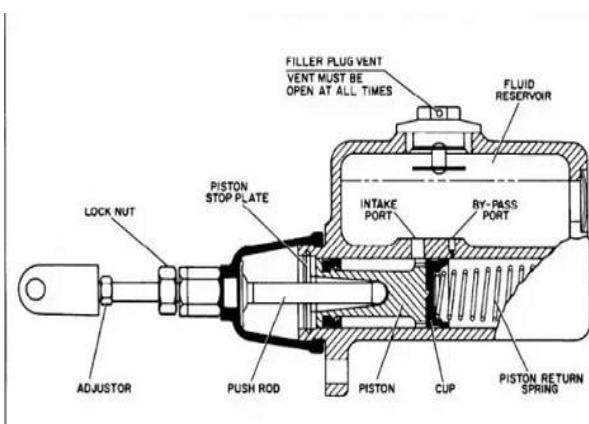 FILLER PLUG VENT
VENT MUST BE
OPEN AT ALL TIMES
FLUID
RESERVOIR
PISTON
STOP PLATE
INTAKE
PORT
BY-PASS
PORT
LOCK NUT
ADJUSTOR
PUSH ROD
PISTON
CUP
PISTON RETURN
SPRING